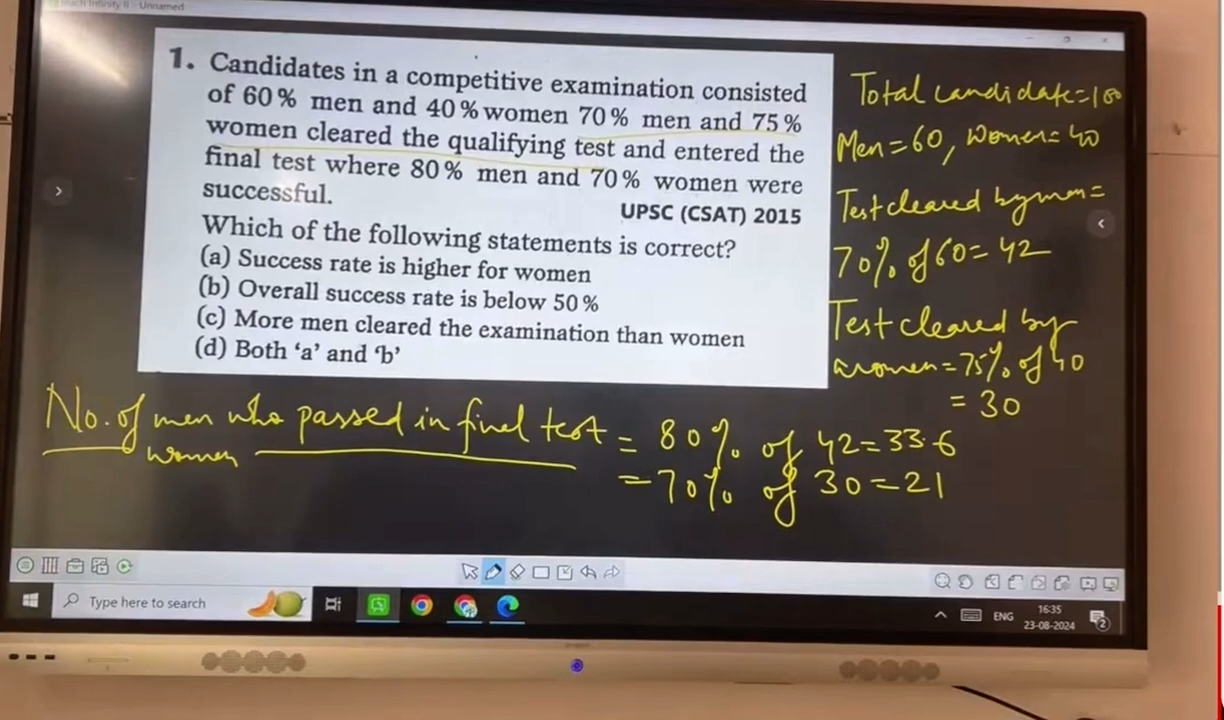 Teach Infinity II - Unnamed
1. Candidates in a competitive examination consisted
of 60% men and 40% women 70% men and 75%
women cleared the qualifying test and entered the
final test where 80% men and 70% women were
successful.
UPSC (CSAT) 2015
Which of the following statements is correct?
(a) Success rate is higher for women
(b) Overall success rate is below 50%
(c) More men cleared the examination than women
(d) Both ‘a’ and ‘b’
Total candidate=100
Men=60, Women=40
Test cleared by men=
70% of 60=42
Test cleared by
women=75% of 40
= 30
No. of men who passed in final test = 80% of 42=33.6
women = 70% of 30=21
Type here to search
ENG
16:35
23-08-2024
2